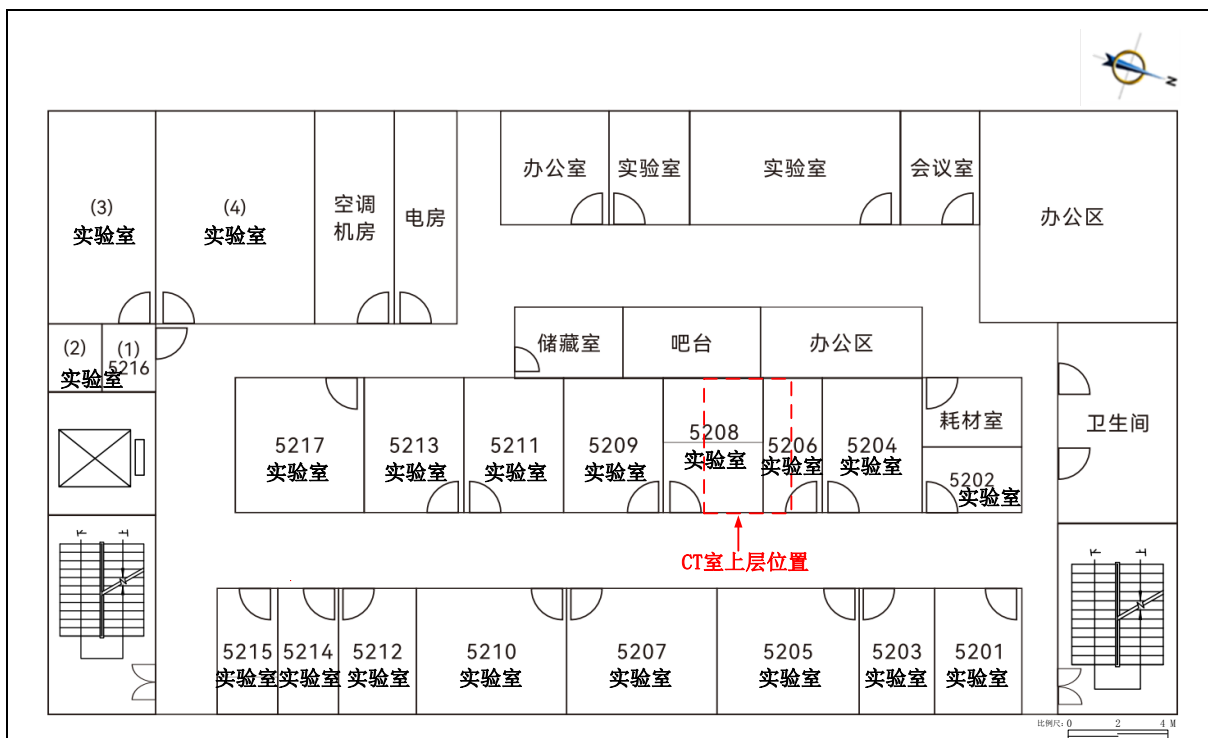 N
办公室
实验室
实验室
会议室
办公区
(3)
实验室
(4)
实验室
空调
机房
电房
储藏室
吧台
办公区
(2)
(1)
5216
实验室
5217
实验室
5213
实验室
5211
实验室
5209
实验室
5208
实验室
5206
实验室
5204
实验室
耗材室
5202
实验室
卫生间
下
上
CT室上层位置
下
上
5215
实验室
5214
实验室
5212
实验室
5210
实验室
5207
实验室
5205
实验室
5203
实验室
5201
实验室
比例尺: 0 2 4 M